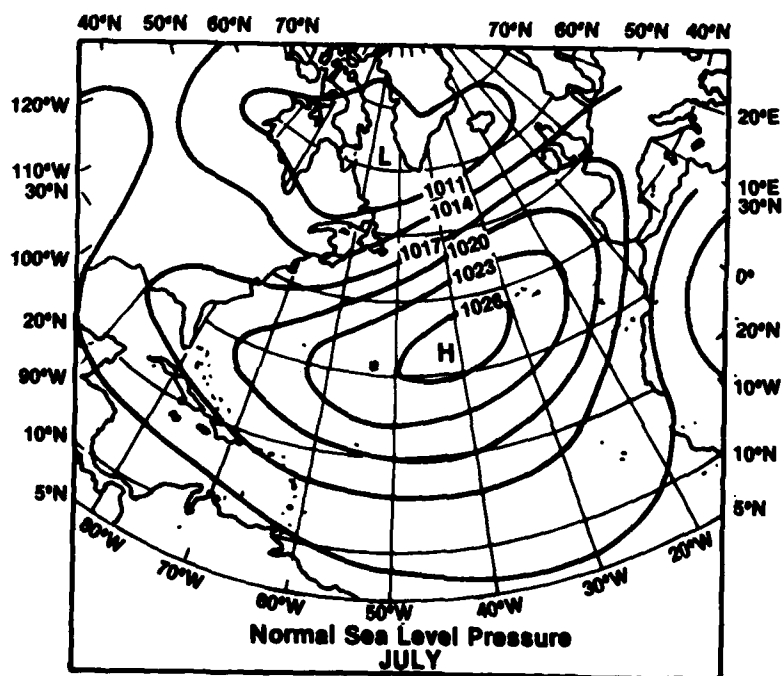 40°N 50°N 60°N 70°N 70°N 60°N 50°N 40°N
120°W
20°E
110°W
30°N
10°E
30°N
L
1011
1014
1017
1020
100°W
0°
1023
1026
20°N
20°N
H
90°W
10°W
10°N
10°N
5°N
5°N
80°W
70°W
60°W
50°W
40°W
30°W
20°W
Normal Sea Level Pressure
JULY